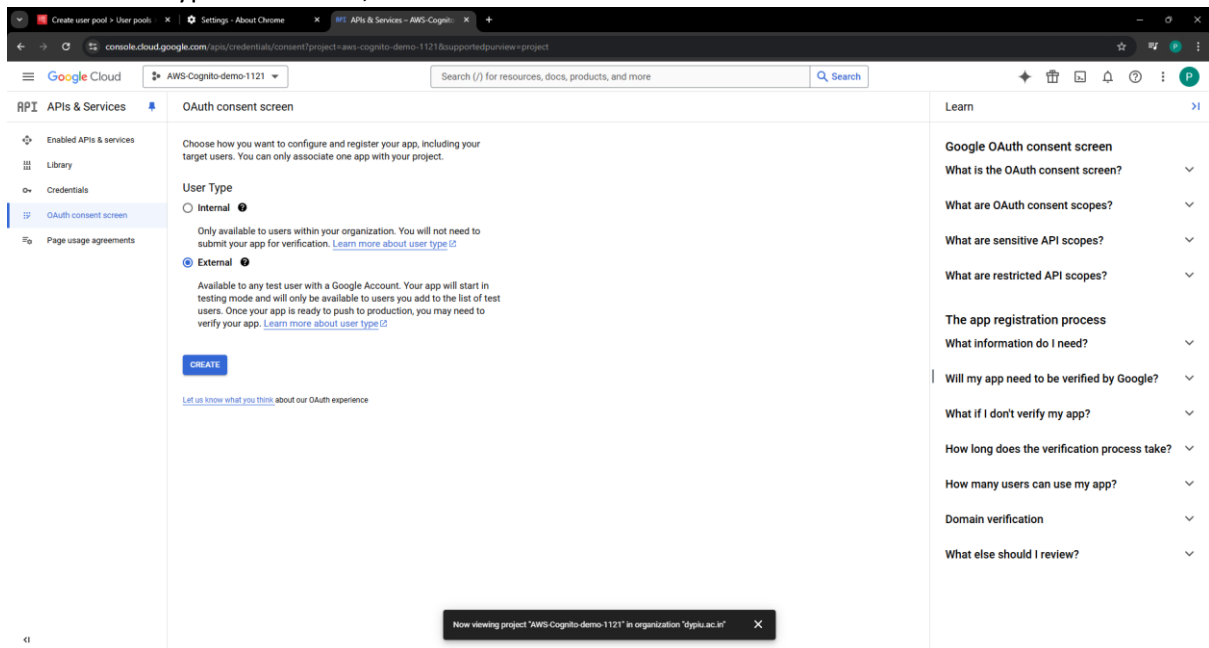 Create user pool > User pools
Settings - About Chrome
API APIs & Services – AWS-Cognito
console.cloud.google.com/apis/credentials/consent?project=aws-cognito-demo-1121&supportedpurview=project
P
Google Cloud
AWS-Cognito-demo-1121
Search (/) for resources, docs, products, and more
Search
P
API APIs & Services
OAuth consent screen
Learn
Enabled APIs & services
Library
Credentials
OAuth consent screen
Page usage agreements
Choose how you want to configure and register your app, including your
target users. You can only associate one app with your project.
User Type
Internal
Only available to users within your organization. You will not need to
submit your app for verification. Learn more about user type
External
Available to any test user with a Google Account. Your app will start in
testing mode and will only be available to users you add to the list of test
users. Once your app is ready to push to production, you may need to
verify your app. Learn more about user type
CREATE
Let us know what you think about our OAuth experience
Google OAuth consent screen
What is the OAuth consent screen?
What are OAuth consent scopes?
What are sensitive API scopes?
What are restricted API scopes?
The app registration process
What information do I need?
Will my app need to be verified by Google?
What if I don't verify my app?
How long does the verification process take?
How many users can use my app?
Domain verification
What else should I review?
Now viewing project "AWS-Cognito-demo-1121" in organization "dypiu.ac.in"